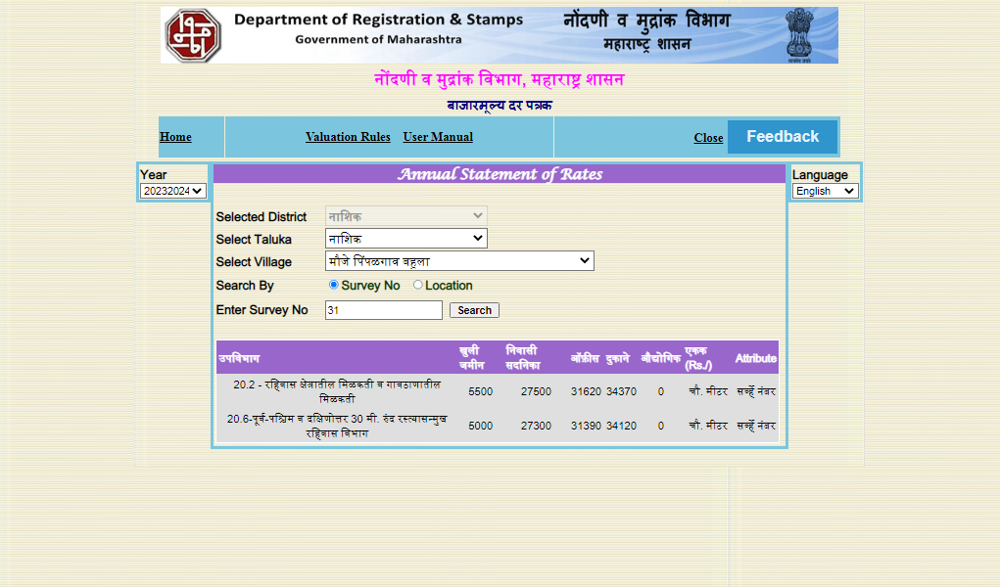 Department of Registration & Stamps
Government of Maharashtra
नोंदणी व मुद्रांक विभाग
महाराष्ट्र शासन
नोंदणी व मुद्रांक विभाग, महाराष्ट्र शासन
बाजारमूल्य दर पत्रक
Home Valuation Rules User Manual Close Feedback
Year
20232024
Annual Statement of Rates
Language
English
Selected District नाशिक
Select Taluka नाशिक
Select Village मौजे पिंपळगाव बहुला
Search By Survey No Location
Enter Survey No 31 Search
उपविभाग खुली जमीन निवासी सदनिका ऑफ़ीस दुकाने औद्योगिक एकक (Rs./) Attribute
20.2 - रहिवास क्षेत्रातील मिळकती व गावठाणातील मिळकती 5500 27500 31620 34370 0 चौ. मीटर सर्व्हे नंबर
20.6-पूर्व-पश्चिम व दक्षिणोत्तर 30 मी. रुंद रस्त्यासन्मुख रहिवास विभाग 5000 27300 31390 34120 0 चौ. मीटर सर्व्हे नंबर